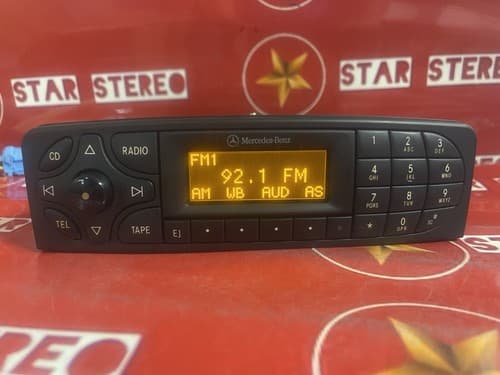 STAR STEREO
STAR STEREO
Mercedes-Benz
CD
RADIO
TEL
TAPE
EJ
FM1
92.1 FM
AM WB AUD AS
1
2 ABC
3 DEF
4 GHI
5 JKL
6 MNO
7 PQRS
8 TUV
9 WXYZ
*
0 OPR
SC
STEREO